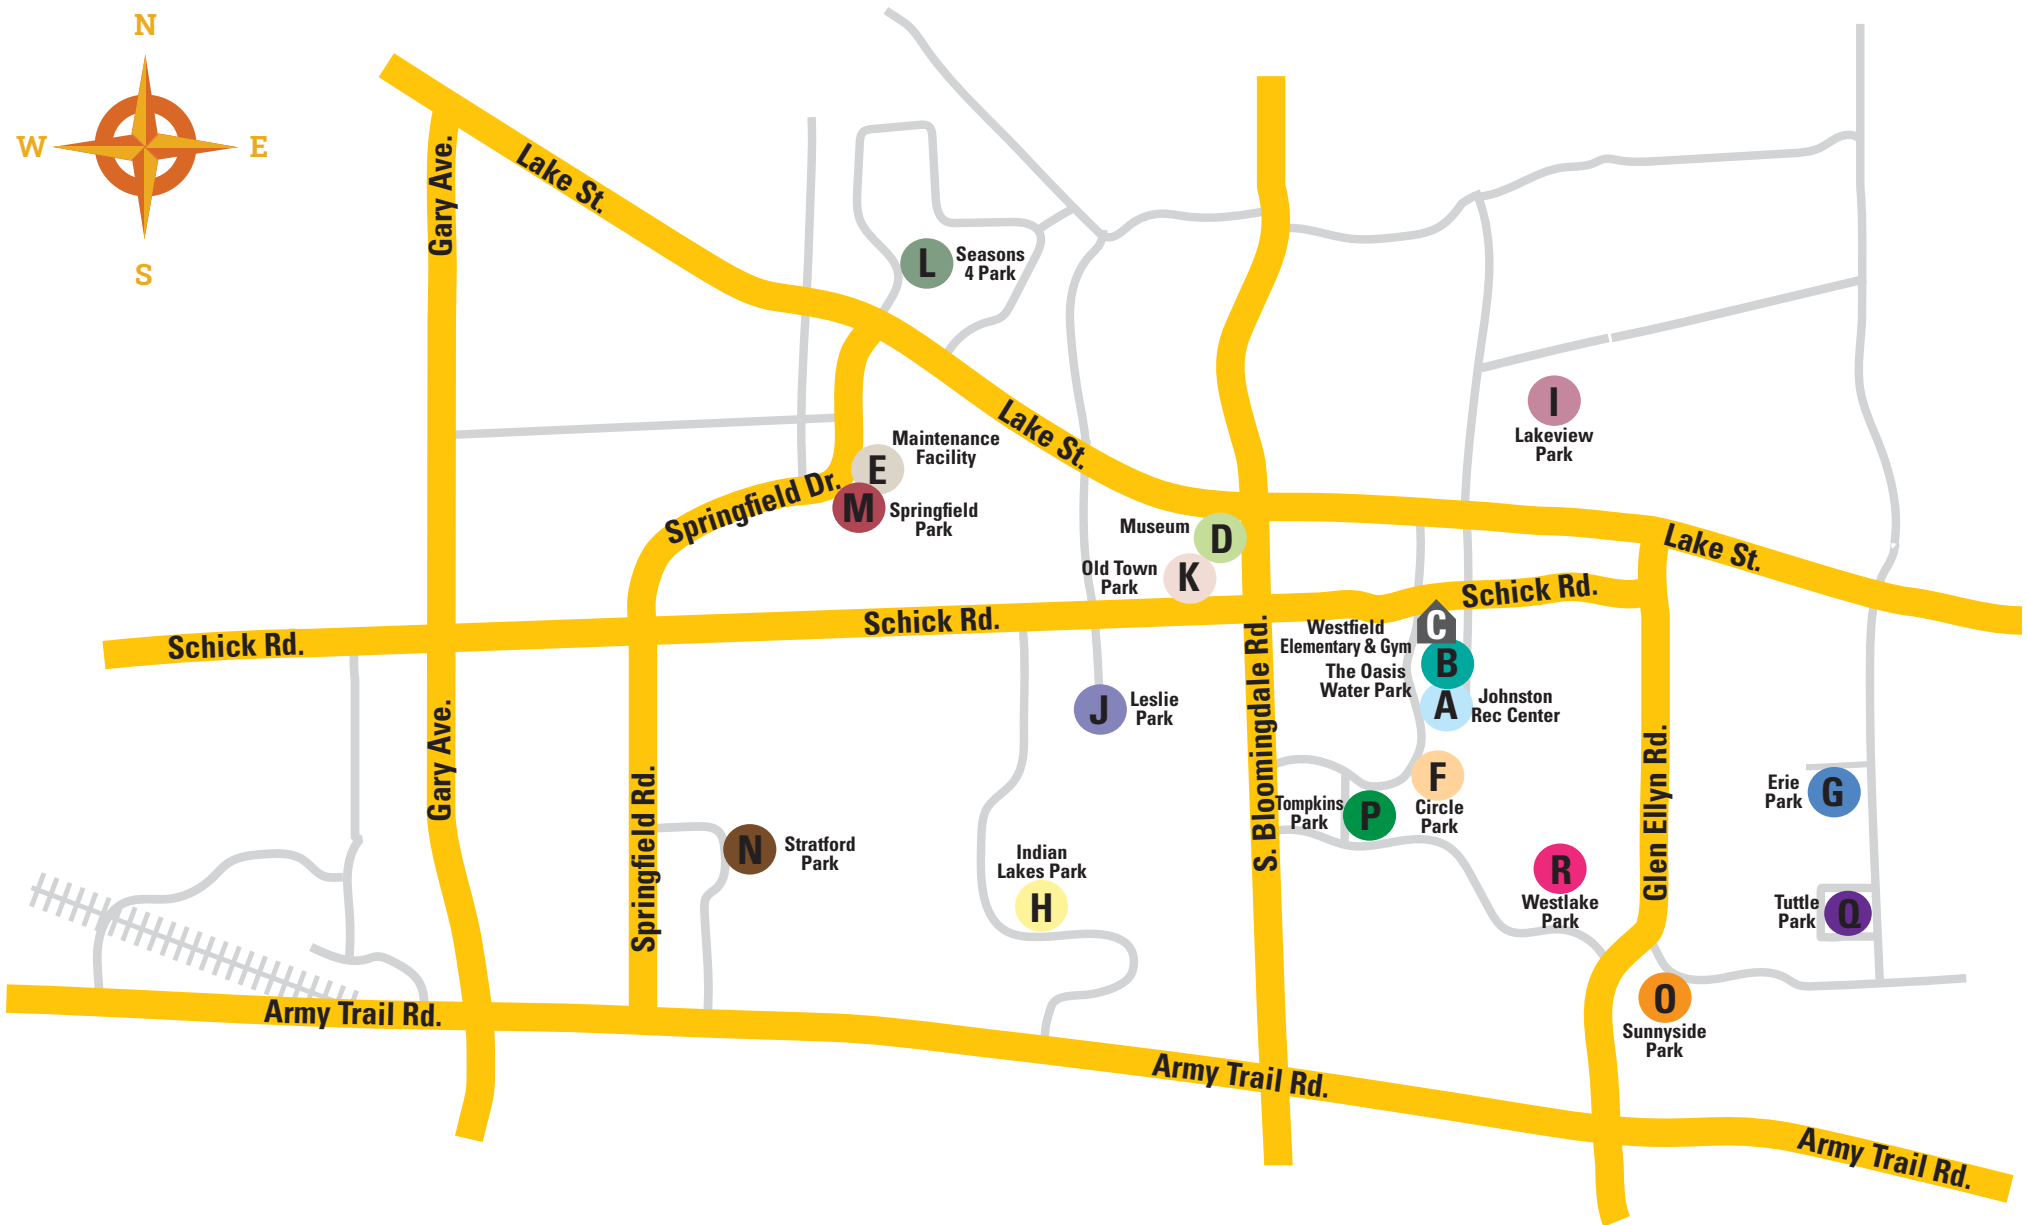 N
W
E
S
Gary Ave.
Lake St.
L
Seasons
4 Park
Lake St.
I
Lakeview
Park
Maintenance
Facility
E
Springfield Dr.
M
Springfield
Park
Museum
D
Old Town
Park
K
Lake St.
Schick Rd.
Schick Rd.
Schick Rd.
Westfield
Elementary & Gym
C
The Oasis
Water Park
B
A
Johnston
Rec Center
J
Leslie
Park
Gary Ave.
Springfield Rd.
S. Bloomingdale Rd.
Glen Ellyn Rd.
F
Circle
Park
Tompkins
Park
P
Erie
Park
G
N
Stratford
Park
Indian
Lakes Park
H
R
Westlake
Park
Tuttle
Park
Q
O
Sunnyside
Park
Army Trail Rd.
Army Trail Rd.
Army Trail Rd.